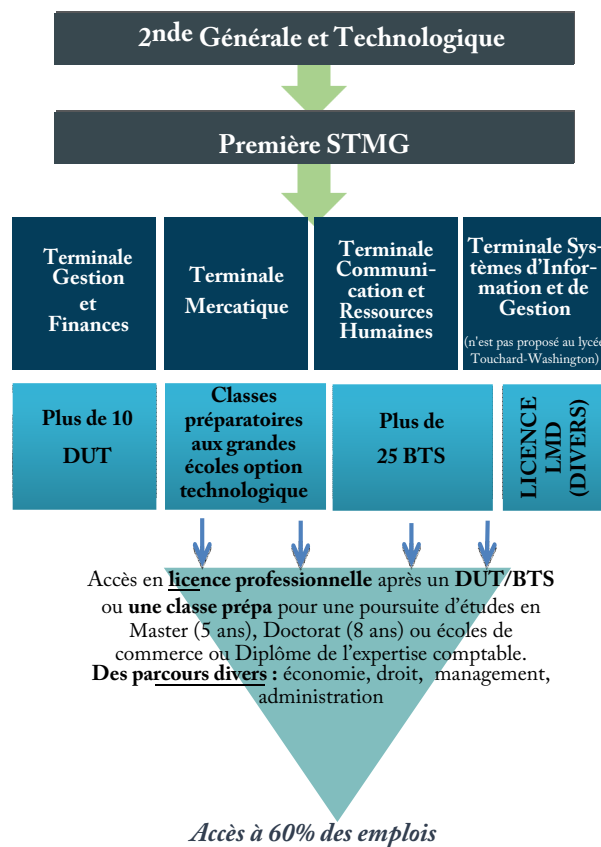 2nde Générale et Technologique
Première STMG
Terminale
Gestion
et
Finances
Terminale
Mercatique
Terminale
Communi-
cation et
Ressources
Humaines
Terminale Sys-
tèmes d'Infor-
mation et de
Gestion
(n'est pas proposé au lycée
Touchard-Washington)
Plus de 10
DUT
Classes
préparatoires
aux grandes
écoles option
technologique
Plus de
25 BTS
LICENCE
LMD
(DIVERS)
Accès en licence professionnelle après un DUT/BTS
ou une classe prépa pour une poursuite d'études en
Master (5 ans), Doctorat (8 ans) ou écoles de
commerce ou Diplôme de l'expertise comptable.
Des parcours divers : économie, droit, management,
administration
Accès à 60% des emplois